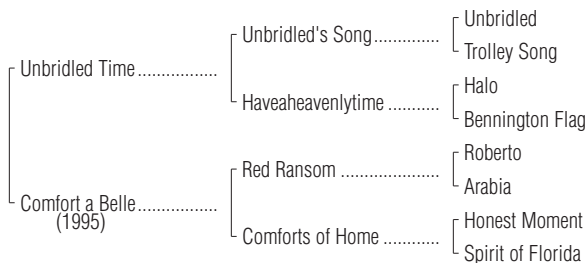 Unbridled
Unbridled's Song..............
Trolley Song
Unbridled Time.................
Halo
Haveaheavenlytime ...........
Bennington Flag
Roberto
Red Ransom .....................
Arabia
Comfort a Belle.................
(1995)
Honest Moment
Comforts of Home ............
Spirit of Florida